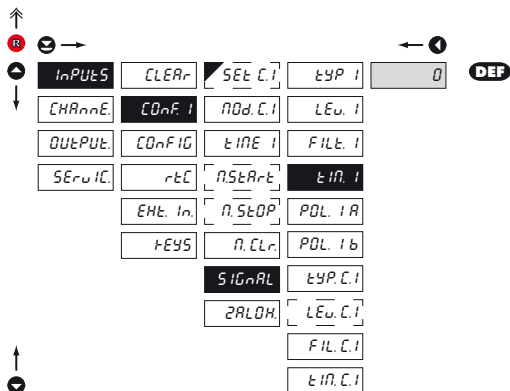 R
InPUtS CLEAr SEt C.1 tYP 1 0 DEF
CHAnnE. COnF. 1 MOd. C.1 LEv. 1
OUtPUt. COnFIG tIME 1 FILt. 1
SErvIC. rtC M.StArt tIM. 1
EHt. In. M.StOP POL. 1A
KEYS M. CLr. POL. 1b
SIGnAL tYP. C.1
ZALOH. LEv. C.1
FIL. C.1
tIM. C.1